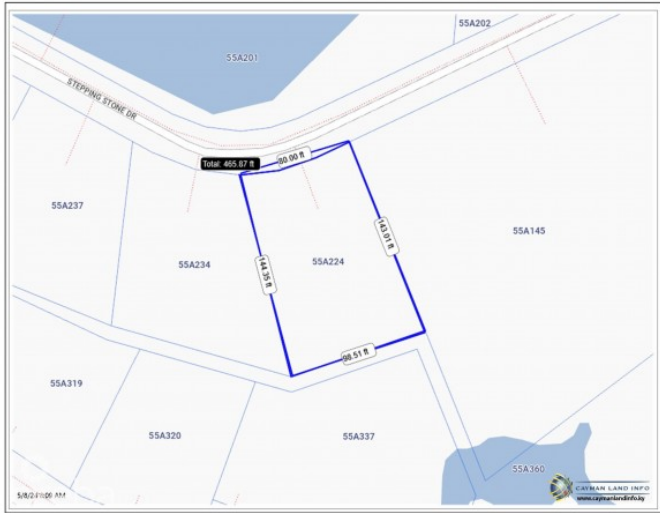 55A202
55A201
STEPPING STONE DR
Total: 465.87 ft
80.00 ft
55A237
143.01 ft
55A145
55A234
144.35 ft
55A224
98.51 ft
55A319
55A320
55A337
55A360
CAYMAN LAND INFO
www.caymanlandinfo.ky
AM